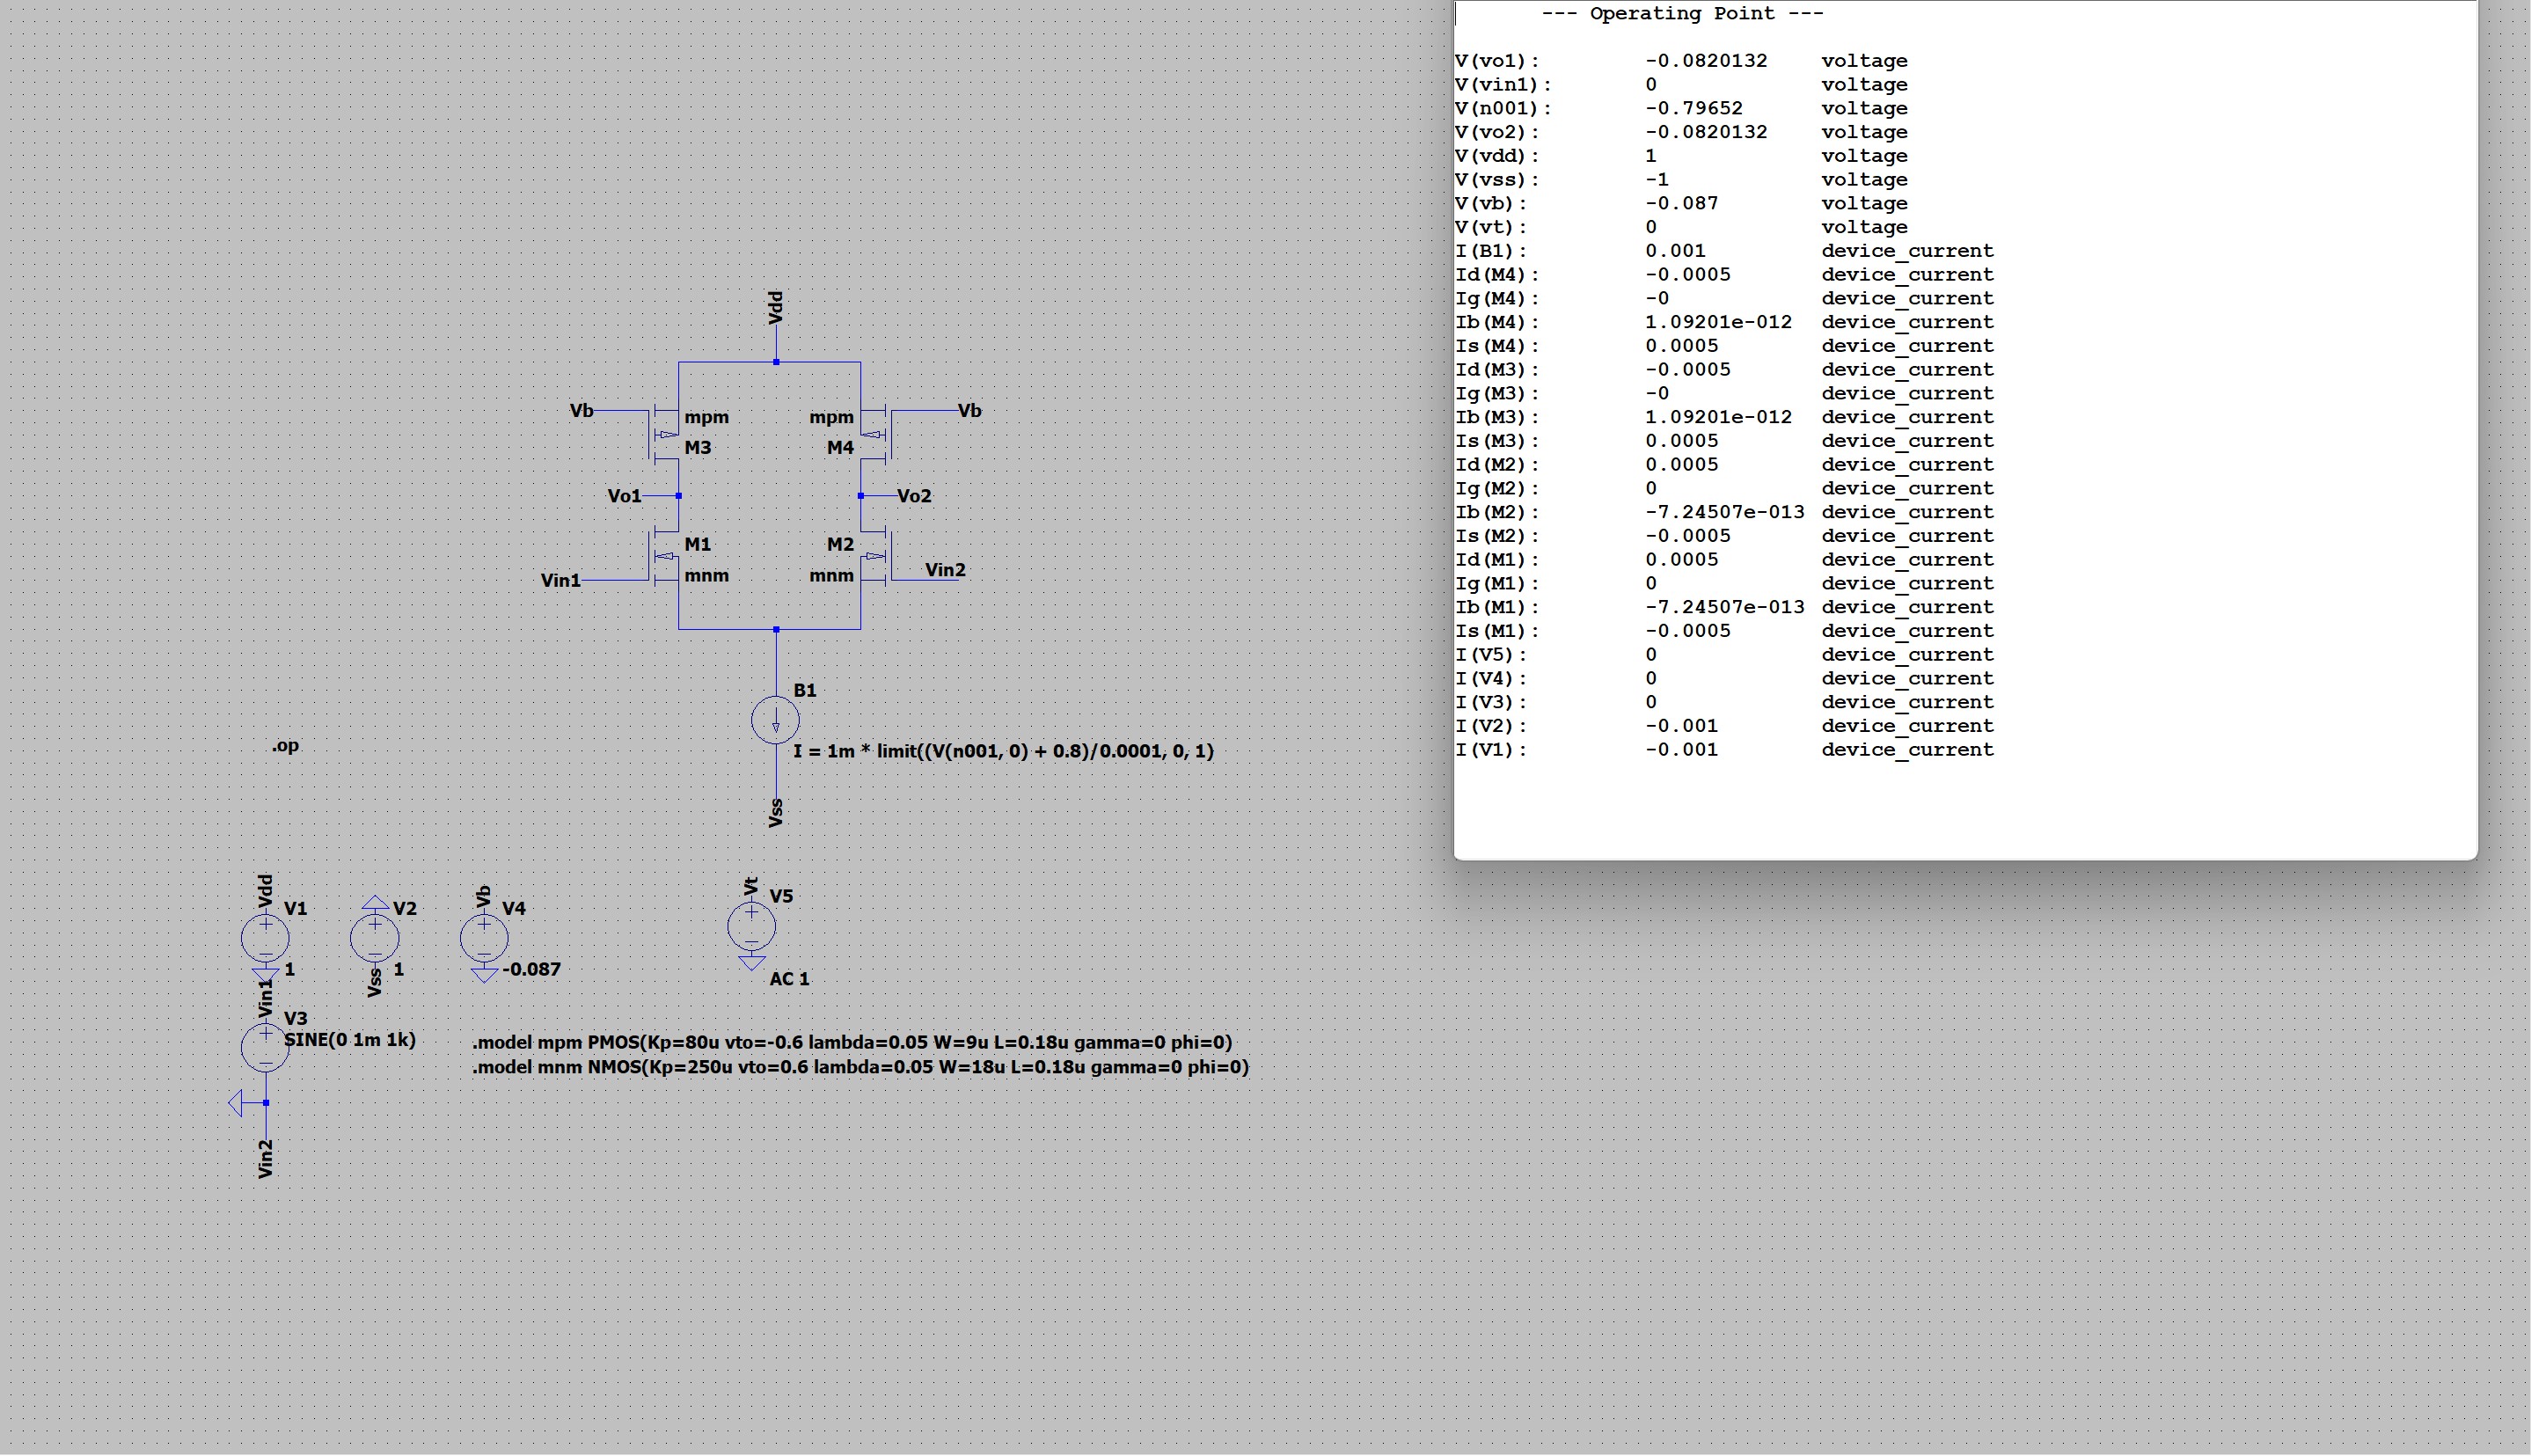 --- Operating Point ---
V(vo1): -0.0820132 voltage
V(vin1): 0 voltage
V(n001): -0.79652 voltage
V(vo2): -0.0820132 voltage
V(vdd): 1 voltage
V(vss): -1 voltage
V(vb): -0.087 voltage
V(vt): 0 voltage
I(B1): 0.001 device_current
Id(M4): -0.0005 device_current
Ig(M4): -0 device_current
Ib(M4): 1.09201e-012 device_current
Is(M4): 0.0005 device_current
Id(M3): -0.0005 device_current
Ig(M3): -0 device_current
Ib(M3): 1.09201e-012 device_current
Is(M3): 0.0005 device_current
Id(M2): 0.0005 device_current
Ig(M2): 0 device_current
Ib(M2): -7.24507e-013 device_current
Is(M2): -0.0005 device_current
Id(M1): 0.0005 device_current
Ig(M1): 0 device_current
Ib(M1): -7.24507e-013 device_current
Is(M1): -0.0005 device_current
I(V5): 0 device_current
I(V4): 0 device_current
I(V3): 0 device_current
I(V2): -0.001 device_current
I(V1): -0.001 device_current
Vdd
Vb mpm mpm Vb
M3 M4
Vo1 Vo2
M1 M2
Vin1 mnm mnm Vin2
B1
.op
I = 1m * limit((V(n001, 0) + 0.8)/0.0001, 0, 1)
Vss
Vdd V1 V2 Vb V4 Vt V5
1 Vss 1 -0.087
AC 1
Vin1
V3
SINE(0 1m 1k)
.model mpm PMOS(Kp=80u vto=-0.6 lambda=0.05 W=9u L=0.18u gamma=0 phi=0)
.model mnm NMOS(Kp=250u vto=0.6 lambda=0.05 W=18u L=0.18u gamma=0 phi=0)
Vin2